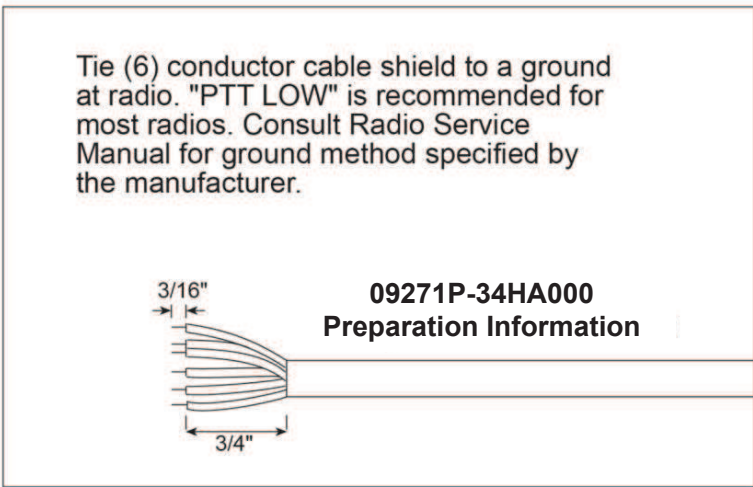 Tie (6) conductor cable shield to a ground
at radio. "PTT LOW" is recommended for
most radios. Consult Radio Service
Manual for ground method specified by
the manufacturer.
3/16"
09271P-34HA000
Preparation Information
3/4"